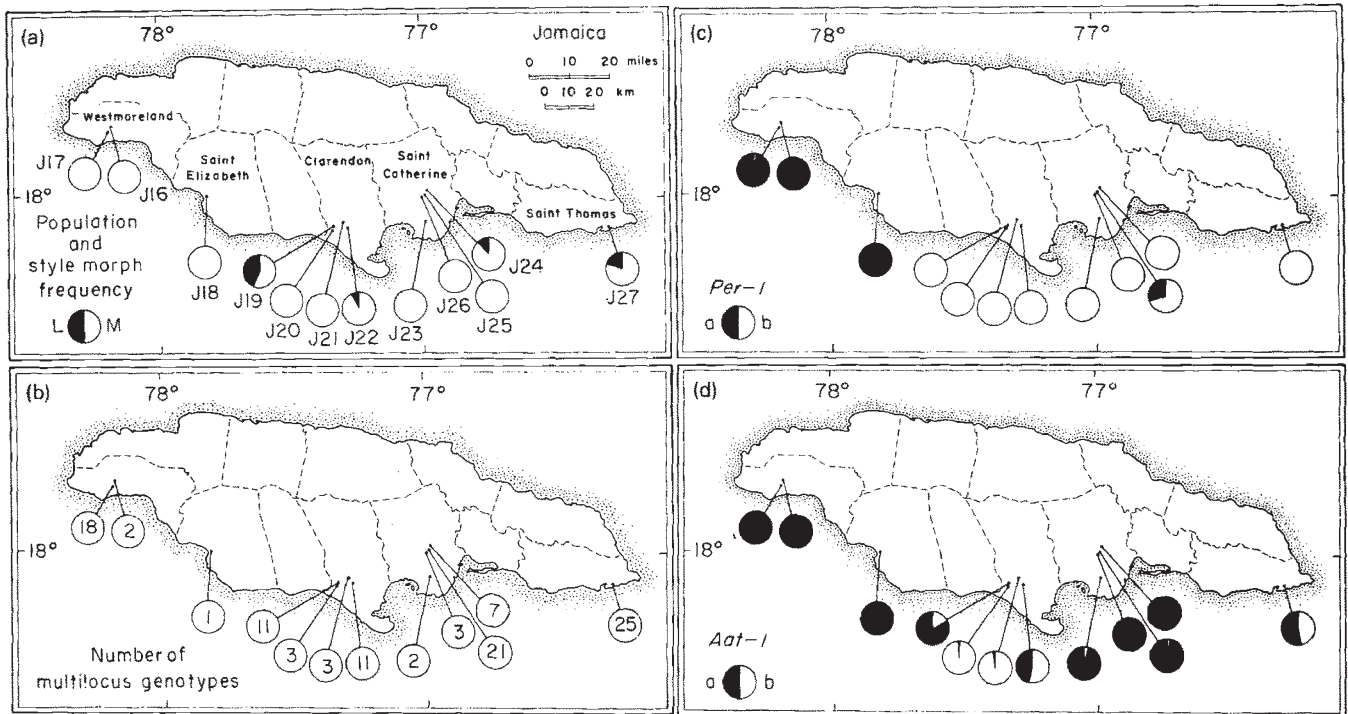 (a)
78°
77°
Jamaica
0 10 20 miles
0 10 20 km
Westmoreland
Saint
Elizabeth
Clarendon
Saint
Catherine
Saint Thomas
18°
J17
J16
J18
J19
J20
J21
J22
J23
J26
J25
J24
J27
Population
and
style morph
frequency
L M
(c)
78°
77°
18°
Per-1
a b
(b)
78°
77°
18°
18
2
1
11
3
3
11
2
3
21
7
25
Number of
multilocus genotypes
(d)
78°
77°
18°
Aat-1
a b